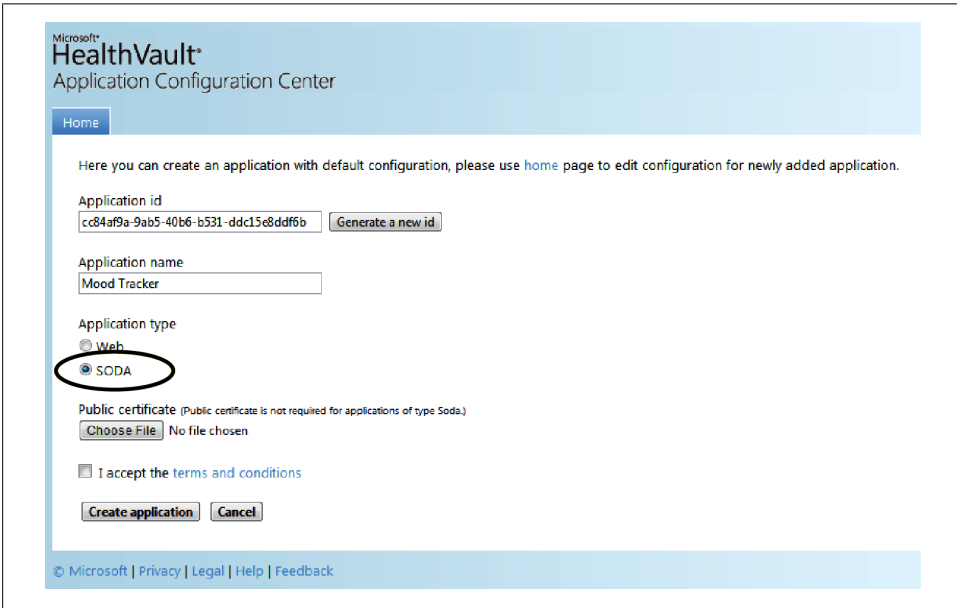 Microsoft®
HealthVault®
Application Configuration Center
Home
Here you can create an application with default configuration, please use home page to edit configuration for newly added application.
Application id
cc84af9a-9ab5-40b6-b531-ddc15e8ddf6b Generate a new id
Application name
Mood Tracker
Application type
Web
SODA
Public certificate (Public certificate is not required for applications of type Soda.)
Choose File No file chosen
I accept the terms and conditions
Create application Cancel
© Microsoft | Privacy | Legal | Help | Feedback